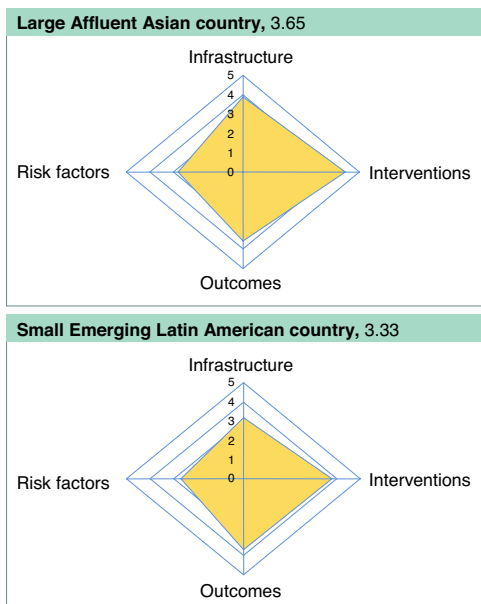 Large Affluent Asian country, 3.65
Infrastructure
5
4
3
2
1
0
Risk factors
Interventions
Outcomes
Small Emerging Latin American country, 3.33
Infrastructure
5
4
3
2
1
0
Risk factors
Interventions
Outcomes